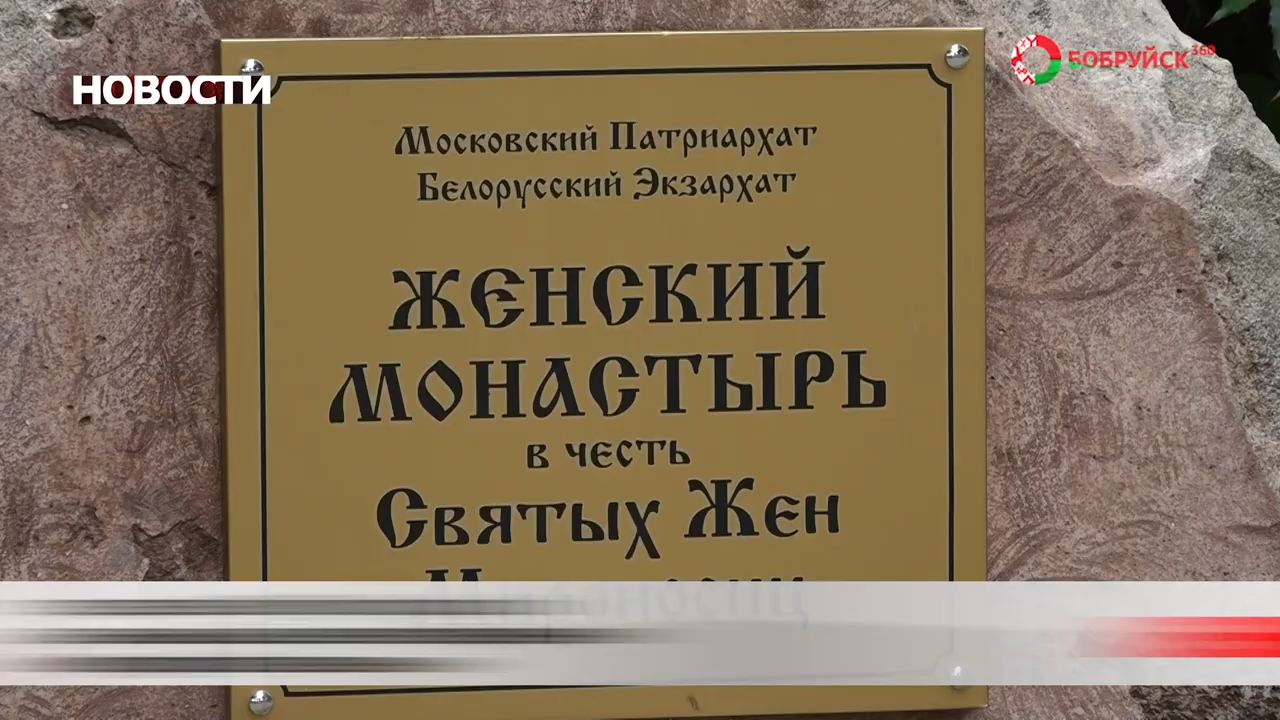 НОВОСТИ
БОБРУЙСК 360
Московский Патриархат
Белорусский Экзархат
ЖЕНСКИЙ
МОНАСТЫРЬ
в честь
Святых Жен